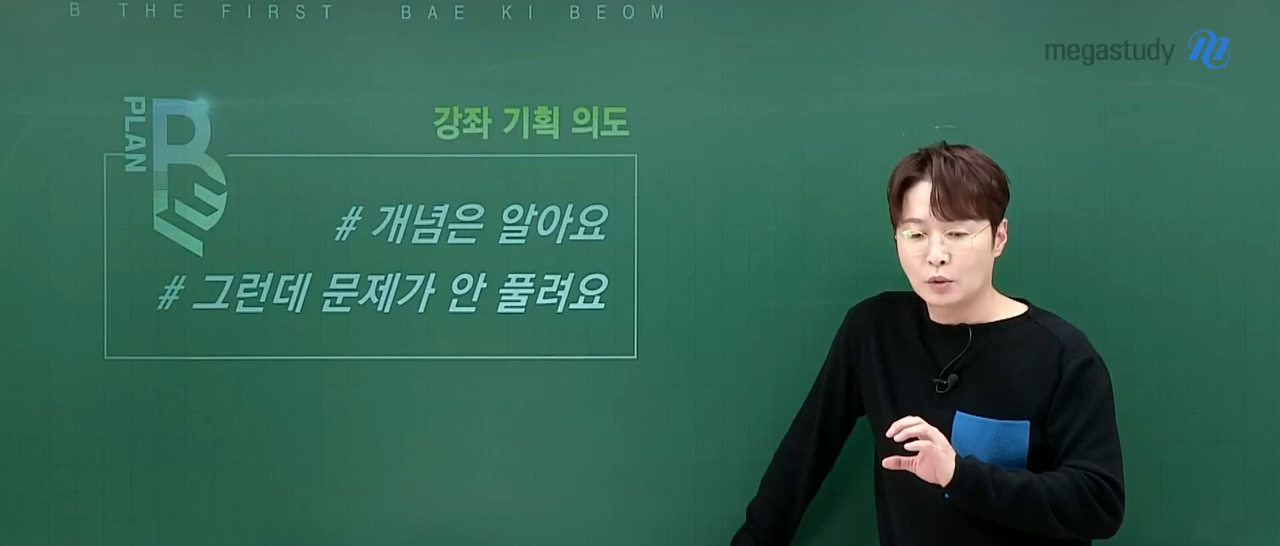 B THE FIRST BAE KI BEOM
megastudy
PLAN
B
강좌 기획 의도
# 개념은 알아요
# 그런데 문제가 안 풀려요